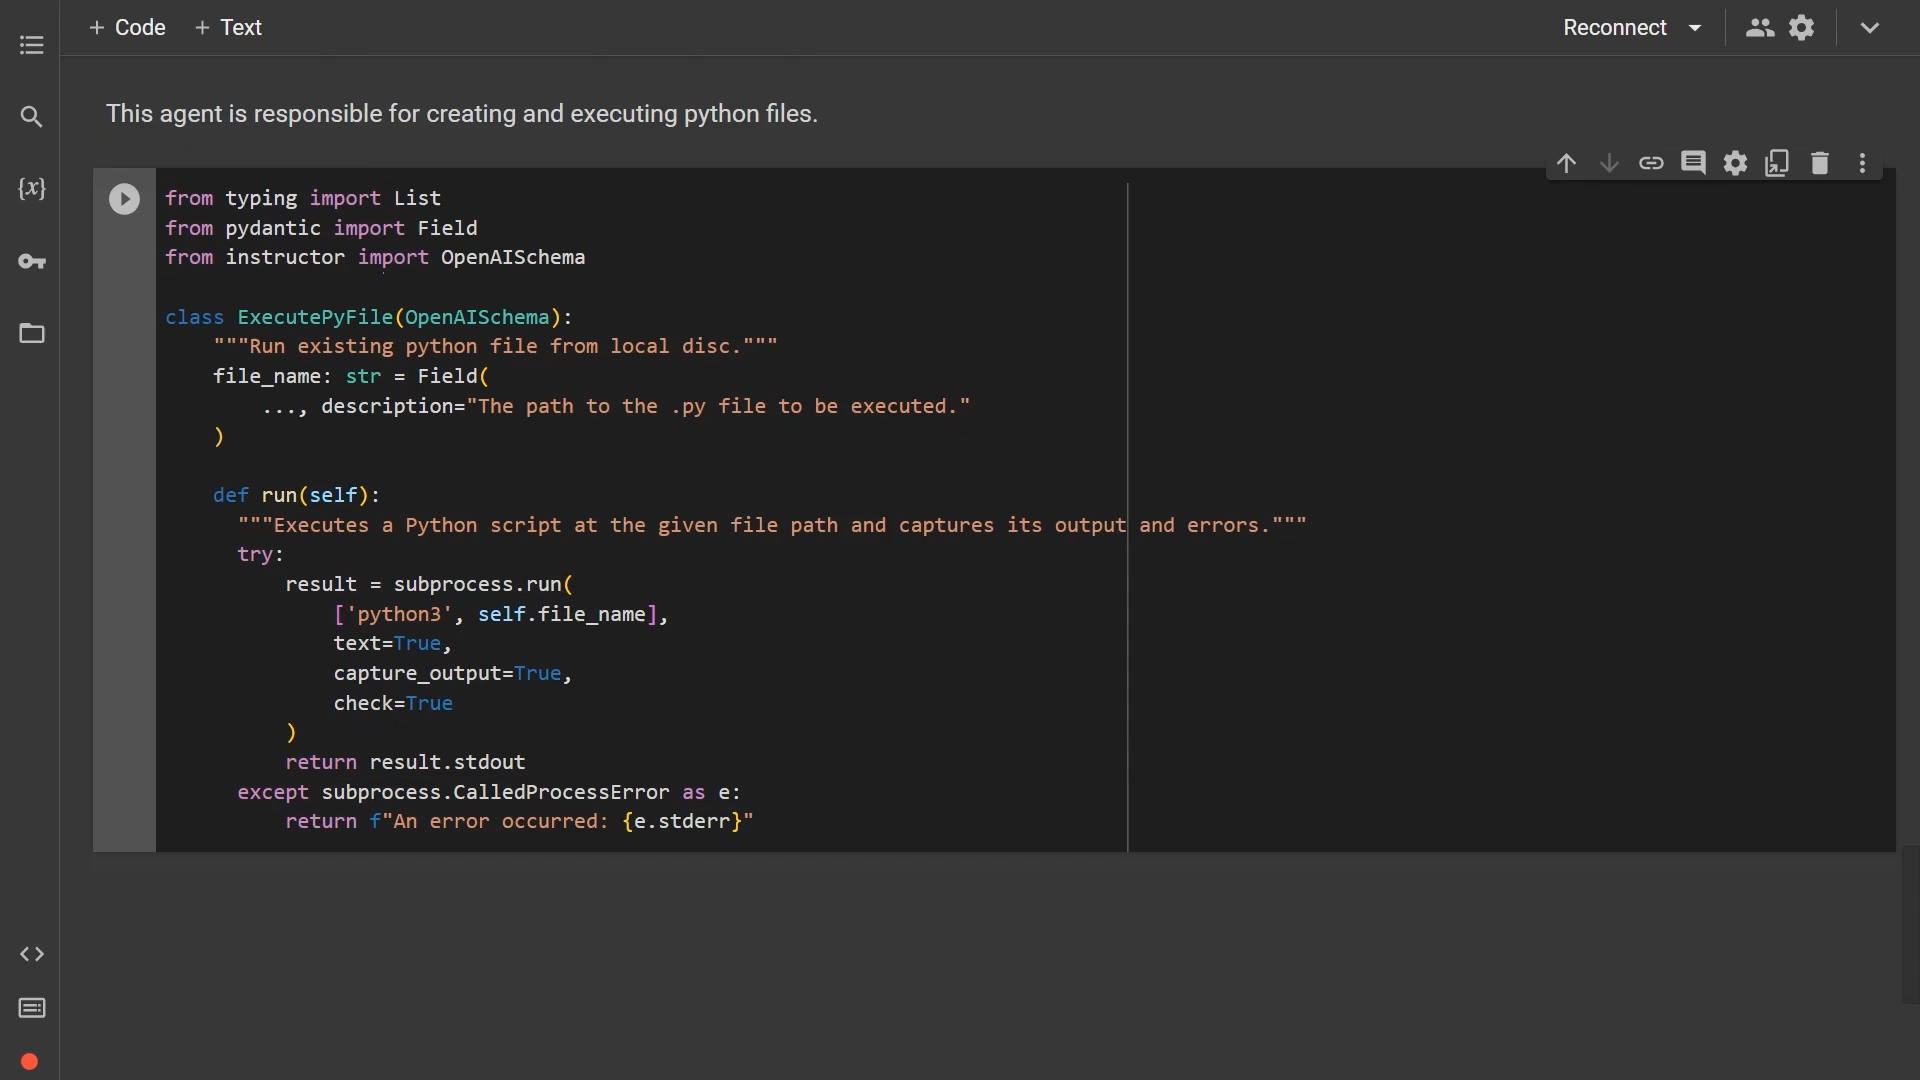 + Code + Text Reconnect
This agent is responsible for creating and executing python files.
{x}
from typing import List
from pydantic import Field
from instructor import OpenAISchema
class ExecutePyFile(OpenAISchema):
    """Run existing python file from local disc."""
    file_name: str = Field(
        ..., description="The path to the .py file to be executed."
    )
    def run(self):
      """Executes a Python script at the given file path and captures its output and errors."""
      try:
          result = subprocess.run(
              ['python3', self.file_name],
              text=True,
              capture_output=True,
              check=True
          )
          return result.stdout
      except subprocess.CalledProcessError as e:
          return f"An error occurred: {e.stderr}"